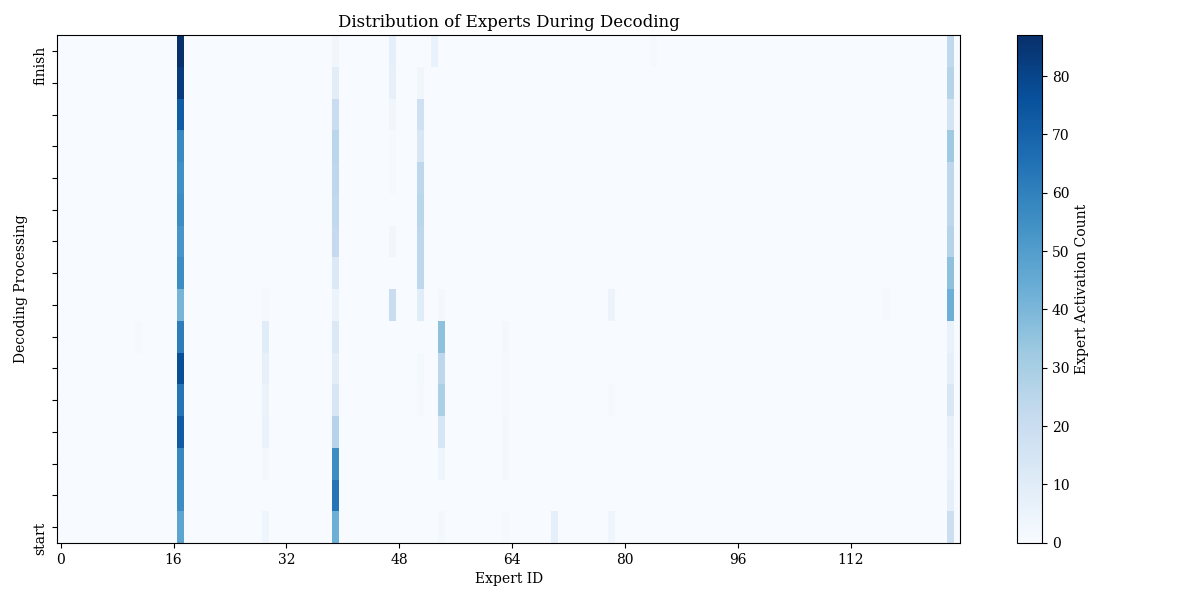 Distribution of Experts During Decoding
finish
start
Decoding Processing
0 16 32 48 64 80 96 112
Expert ID
80
70
60
50
40
30
20
10
0
Expert Activation Count